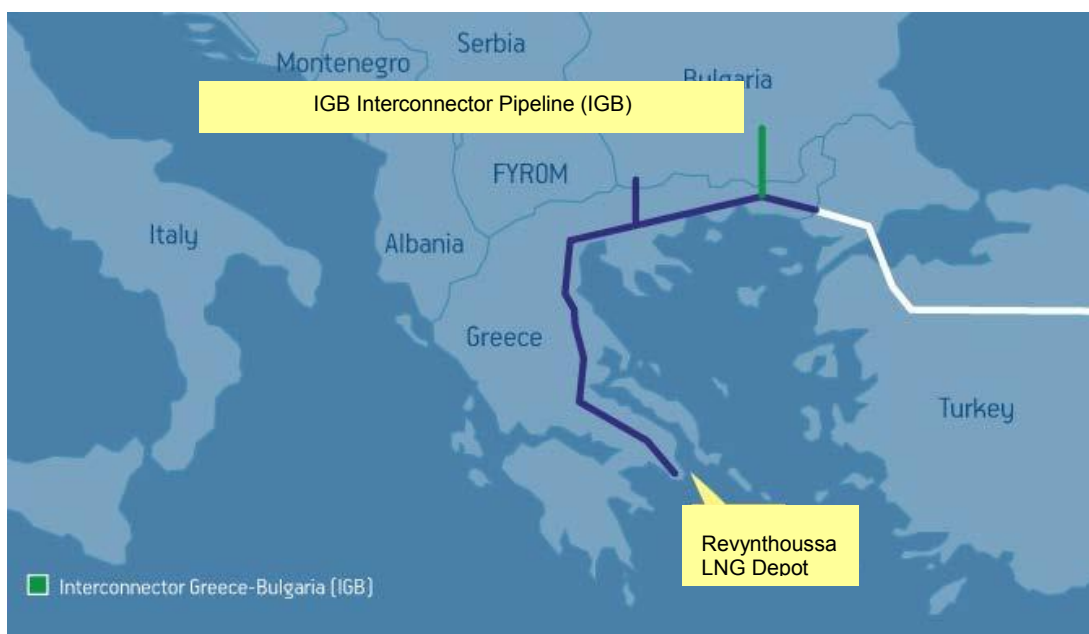 Serbia
Montenegro
Bulgaria
IGB Interconnector Pipeline (IGB)
FYROM
Italy
Albania
Greece
Turkey
Revynthoussa
LNG Depot
Interconnector Greece-Bulgaria (IGB)